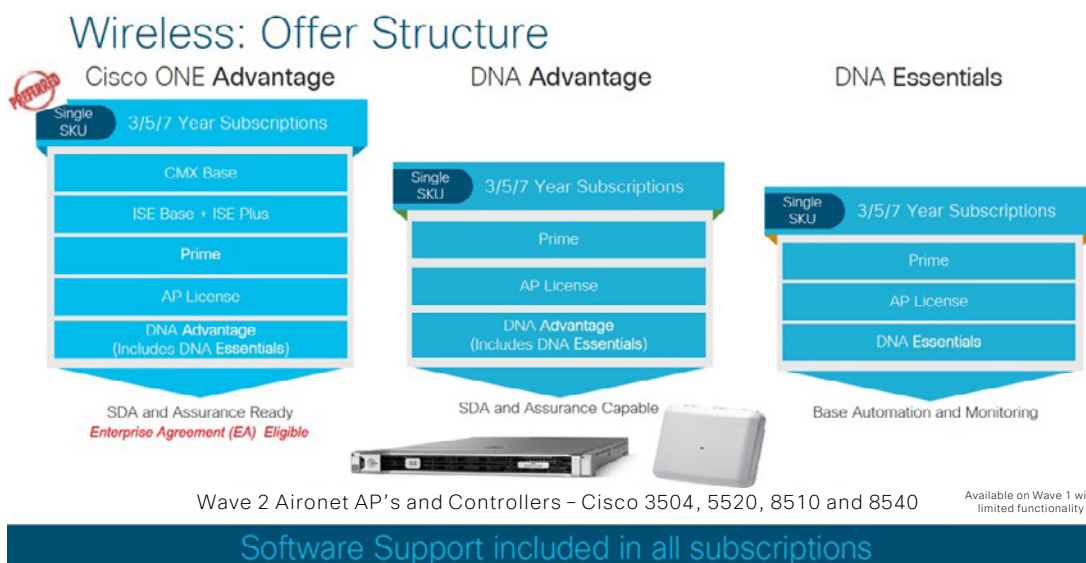 Wireless: Offer Structure
Cisco ONE Advantage
PREFERRED
Single
SKU
3/5/7 Year Subscriptions
CMX Base
ISE Base + ISE Plus
Prime
AP License
DNA Advantage
(Includes DNA Essentials)
SDA and Assurance Ready
Enterprise Agreement (EA) Eligible
DNA Advantage
Single
SKU
3/5/7 Year Subscriptions
Prime
AP License
DNA Advantage
(Includes DNA Essentials)
SDA and Assurance Capable
DNA Essentials
Single
SKU
3/5/7 Year Subscriptions
Prime
AP License
DNA Essentials
Base Automation and Monitoring
Wave 2 Aironet AP's and Controllers – Cisco 3504, 5520, 8510 and 8540
Available on Wave 1 wi
limited functionality
Software Support included in all subscriptions